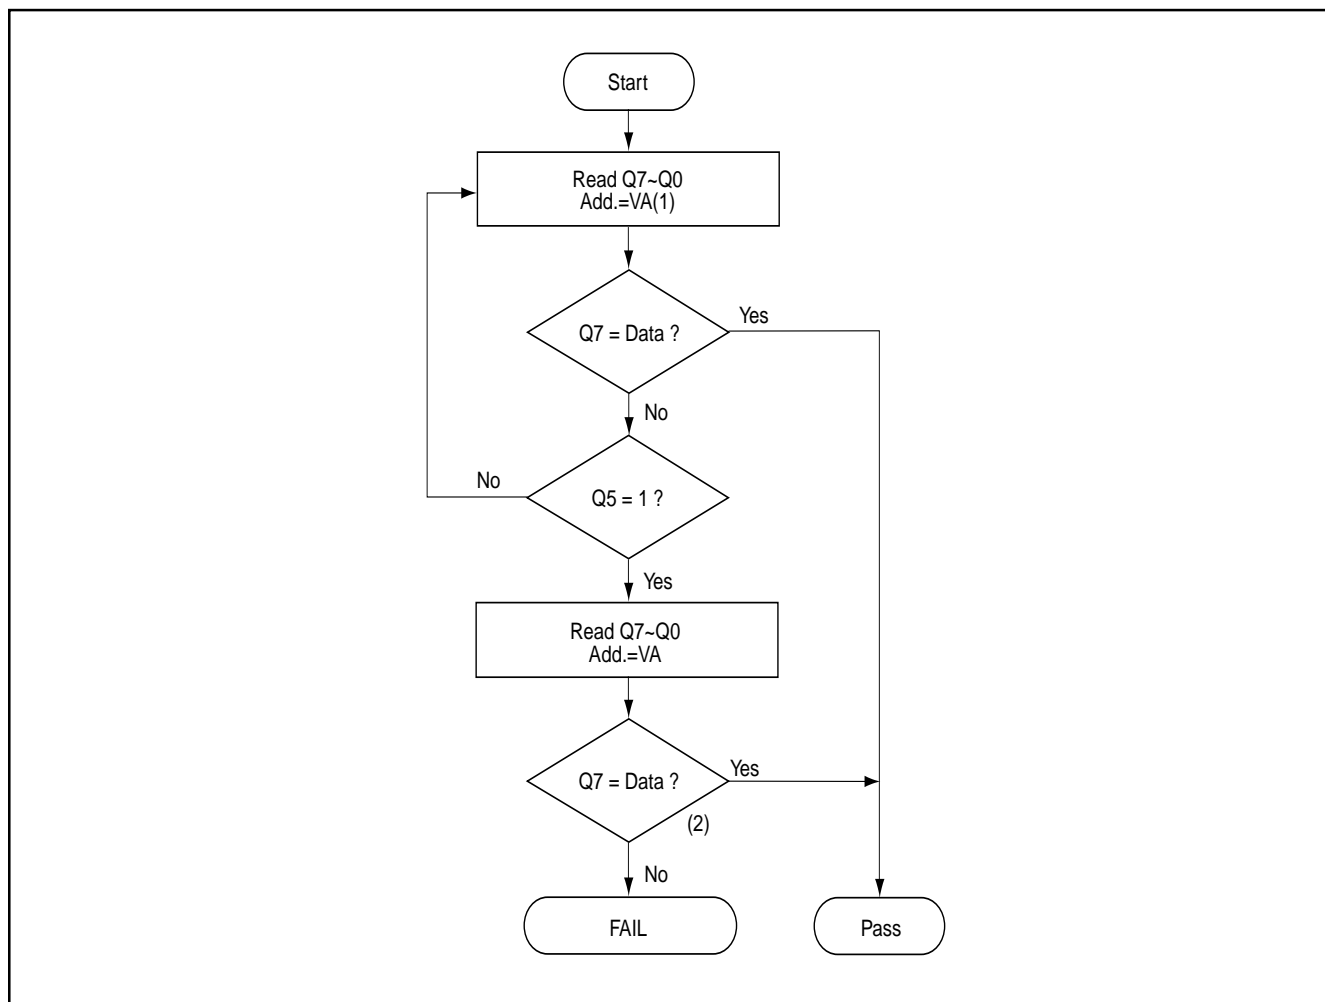 Start
Read Q7~Q0
Add.=VA(1)
Q7 = Data ?
Yes
No
Q5 = 1 ?
No
Yes
Read Q7~Q0
Add.=VA
Q7 = Data ?
Yes
(2)
No
FAIL
Pass